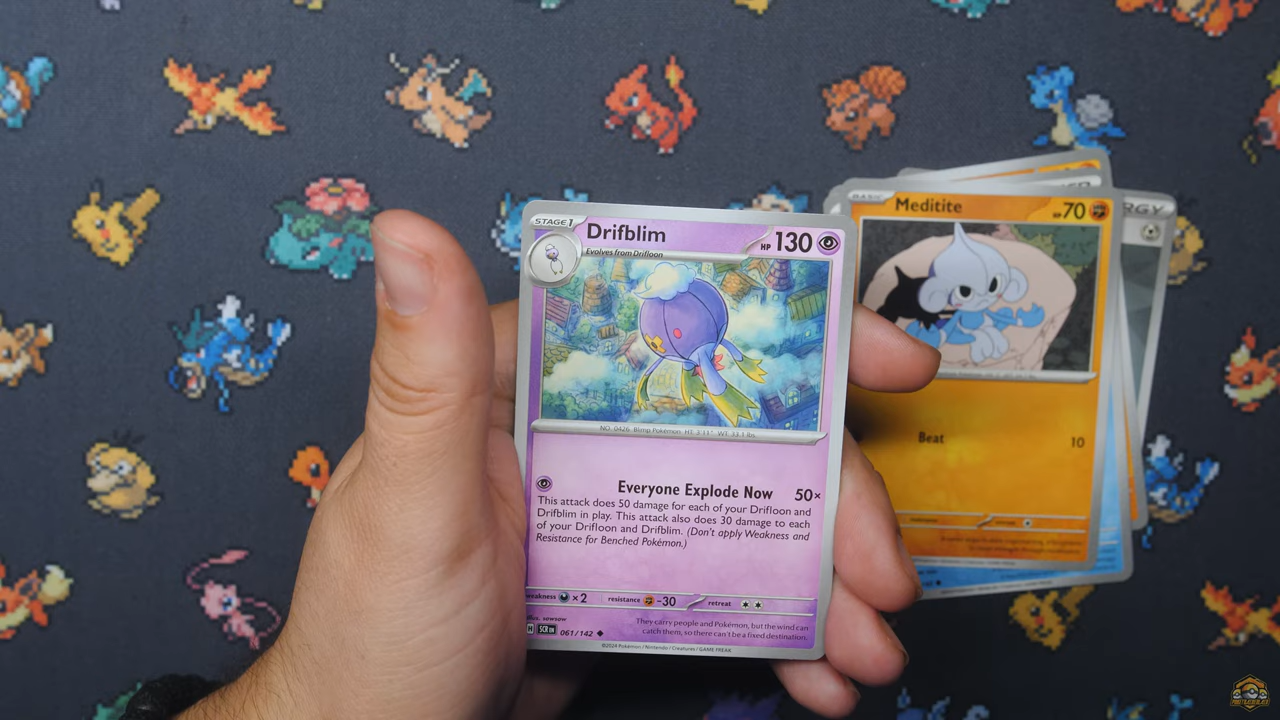 STAGE 1
Drifblim
HP 130
Evolves from Drifloon
NO. 0426 Blimp Pokémon HT: 3'11" WT: 33.1 lbs.
Everyone Explode Now 50×
This attack does 50 damage for each of your Drifloon and
Drifblim in play. This attack also does 30 damage to each
of your Drifloon and Drifblim. (Don't apply Weakness and
Resistance for Benched Pokémon.)
weakness ×2 resistance -30 retreat
illus. sowsow
H SCR EN 061/142
They carry people and Pokémon, but the wind can
catch them, so there can't be a fixed destination.
©2024 Pokémon / Nintendo / Creatures / GAME FREAK
BASIC
Meditite
HP 70
Beat 10
RGY